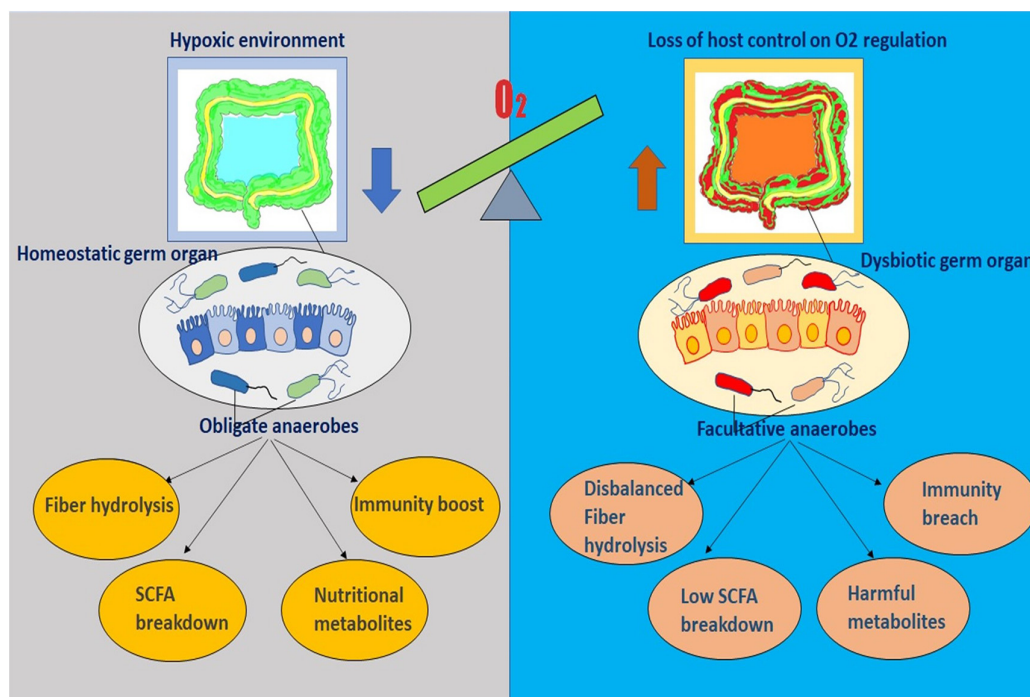 Hypoxic environment
Loss of host control on O2 regulation
O2
Homeostatic germ organ
Dysbiotic germ organ
Obligate anaerobes
Facultative anaerobes
Fiber hydrolysis
Immunity boost
SCFA
breakdown
Nutritional
metabolites
Disbalanced
Fiber
hydrolysis
Immunity
breach
Low SCFA
breakdown
Harmful
metabolites